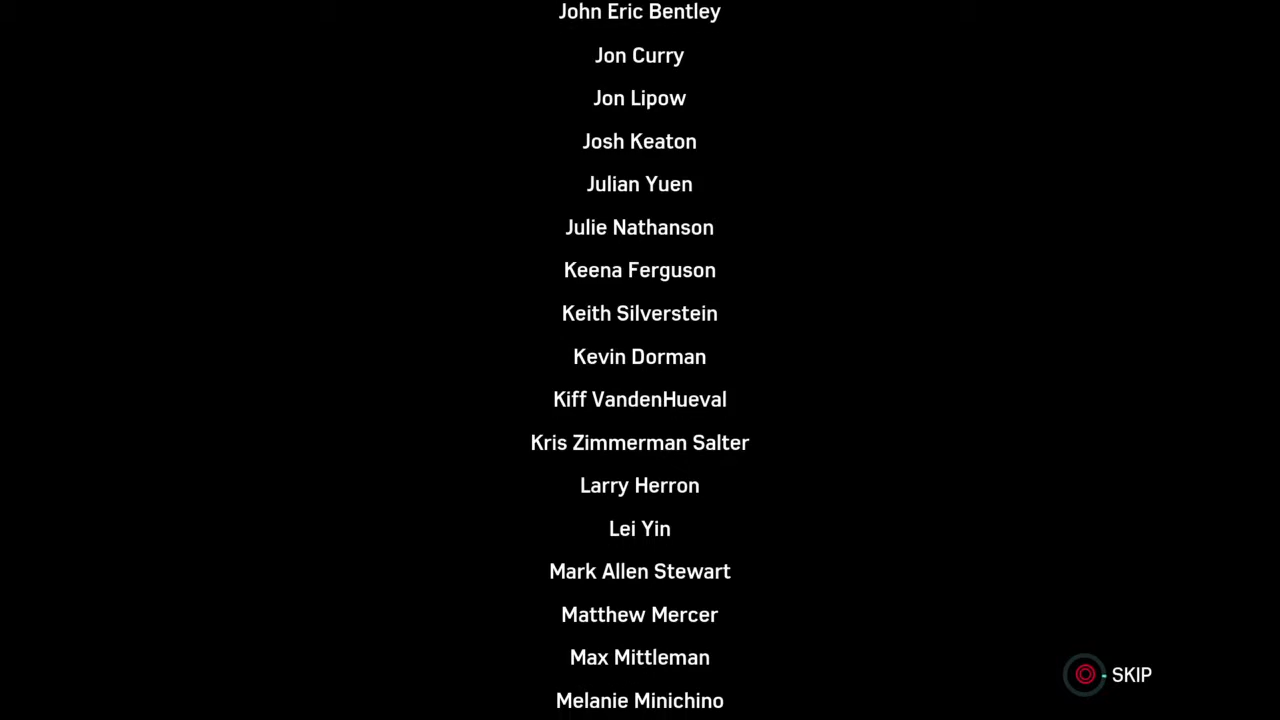 John Eric Bentley
Jon Curry
Jon Lipow
Josh Keaton
Julian Yuen
Julie Nathanson
Keena Ferguson
Keith Silverstein
Kevin Dorman
Kiff VandenHueval
Kris Zimmerman Salter
Larry Herron
Lei Yin
Mark Allen Stewart
Matthew Mercer
Max Mittleman
Melanie Minichino
SKIP